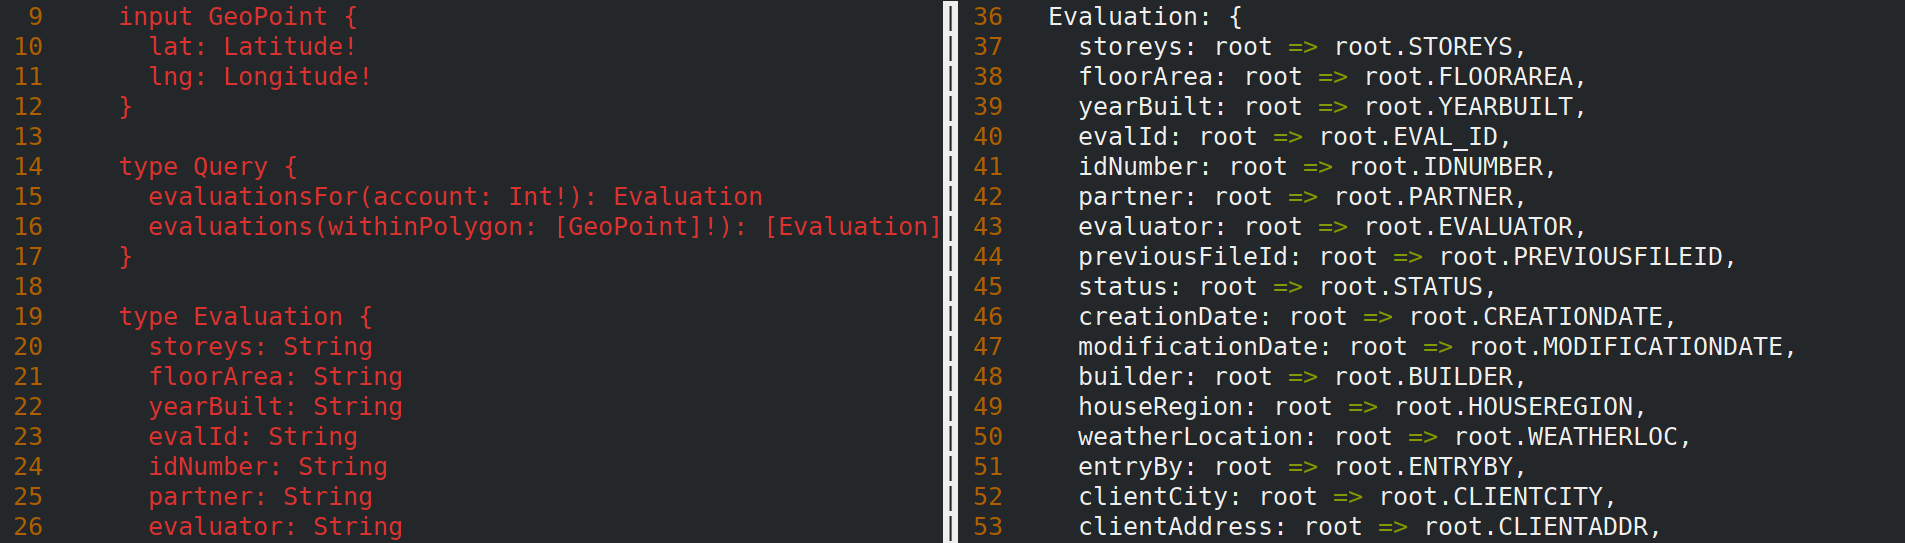 9     input GeoPoint {
10       lat: Latitude!
11       lng: Longitude!
12     }
13
14     type Query {
15       evaluationsFor(account: Int!): Evaluation
16       evaluations(withinPolygon: [GeoPoint]!): [Evaluation]
17     }
18
19     type Evaluation {
20       storeys: String
21       floorArea: String
22       yearBuilt: String
23       evalId: String
24       idNumber: String
25       partner: String
26       evaluator: String
36   Evaluation: {
37     storeys: root => root.STOREYS,
38     floorArea: root => root.FLOORAREA,
39     yearBuilt: root => root.YEARBUILT,
40     evalId: root => root.EVAL_ID,
41     idNumber: root => root.IDNUMBER,
42     partner: root => root.PARTNER,
43     evaluator: root => root.EVALUATOR,
44     previousFileId: root => root.PREVIOUSFILEID,
45     status: root => root.STATUS,
46     creationDate: root => root.CREATIONDATE,
47     modificationDate: root => root.MODIFICATIONDATE,
48     builder: root => root.BUILDER,
49     houseRegion: root => root.HOUSEREGION,
50     weatherLocation: root => root.WEATHERLOC,
51     entryBy: root => root.ENTRYBY,
52     clientCity: root => root.CLIENTCITY,
53     clientAddress: root => root.CLIENTADDR,